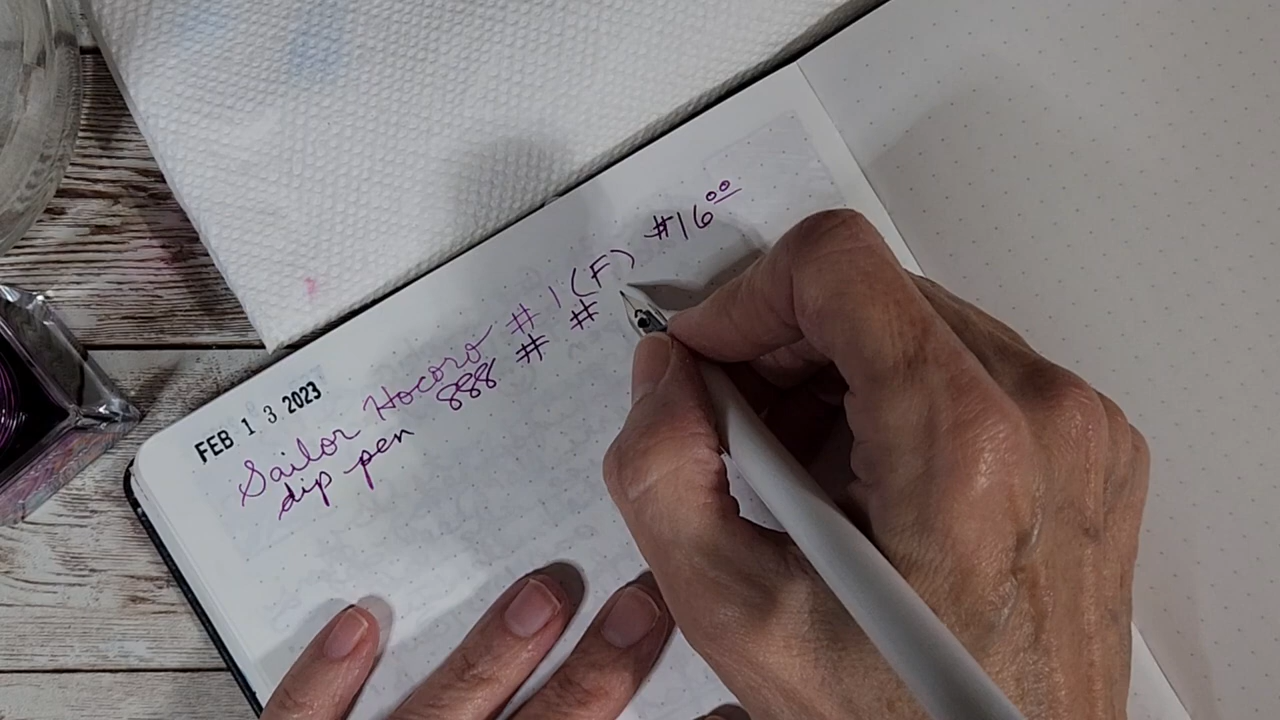 FEB 1 3 2023
Sailor Hocoro # 1 (F) #16⁰⁰
dip pen 888 # #